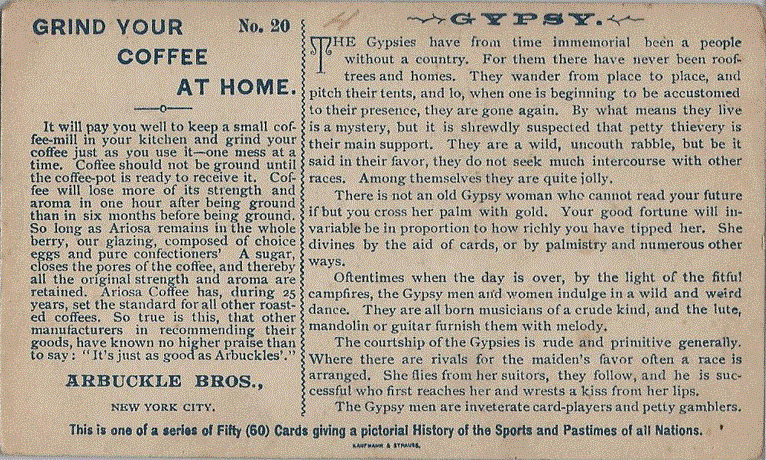 GRIND YOUR No. 20
COFFEE
AT HOME.
It will pay you well to keep a small cof-
fee-mill in your kitchen and grind your
coffee just as you use it—one mess at a
time. Coffee should not be ground until
the coffee-pot is ready to receive it. Cof-
fee will lose more of its strength and
aroma in one hour after being ground
than in six months before being ground.
So long as Ariosa remains in the whole
berry, our glazing, composed of choice
eggs and pure confectioners' A sugar,
closes the pores of the coffee, and thereby
all the original strength and aroma are
retained. Ariosa Coffee has, during 25
years, set the standard for all other roast-
ed coffees. So true is this, that other
manufacturers in recommending their
goods, have known no higher praise than
to say: "It's just as good as Arbuckles'."
ARBUCKLE BROS.,
NEW YORK CITY.
GYPSY.
THE Gypsies have from time immemorial been a people
without a country. For them there have never been roof-
trees and homes. They wander from place to place, and
pitch their tents, and lo, when one is beginning to be accustomed
to their presence, they are gone again. By what means they live
is a mystery, but it is shrewdly suspected that petty thievery is
their main support. They are a wild, uncouth rabble, but be it
said in their favor, they do not seek much intercourse with other
races. Among themselves they are quite jolly.
There is not an old Gypsy woman who cannot read your future
if but you cross her palm with gold. Your good fortune will in-
variable be in proportion to how richly you have tipped her. She
divines by the aid of cards, or by palmistry and numerous other
ways.
Oftentimes when the day is over, by the light of the fitful
campfires, the Gypsy men and women indulge in a wild and weird
dance. They are all born musicians of a crude kind, and the lute,
mandolin or guitar furnish them with melody.
The courtship of the Gypsies is rude and primitive generally.
Where there are rivals for the maiden's favor often a race is
arranged. She flies from her suitors, they follow, and he is suc-
cessful who first reaches her and wrests a kiss from her lips.
The Gypsy men are inveterate card-players and petty gamblers.
This is one of a series of Fifty (60) Cards giving a pictorial History of the Sports and Pastimes of all Nations.
KAUFMANN & STRAUSS,